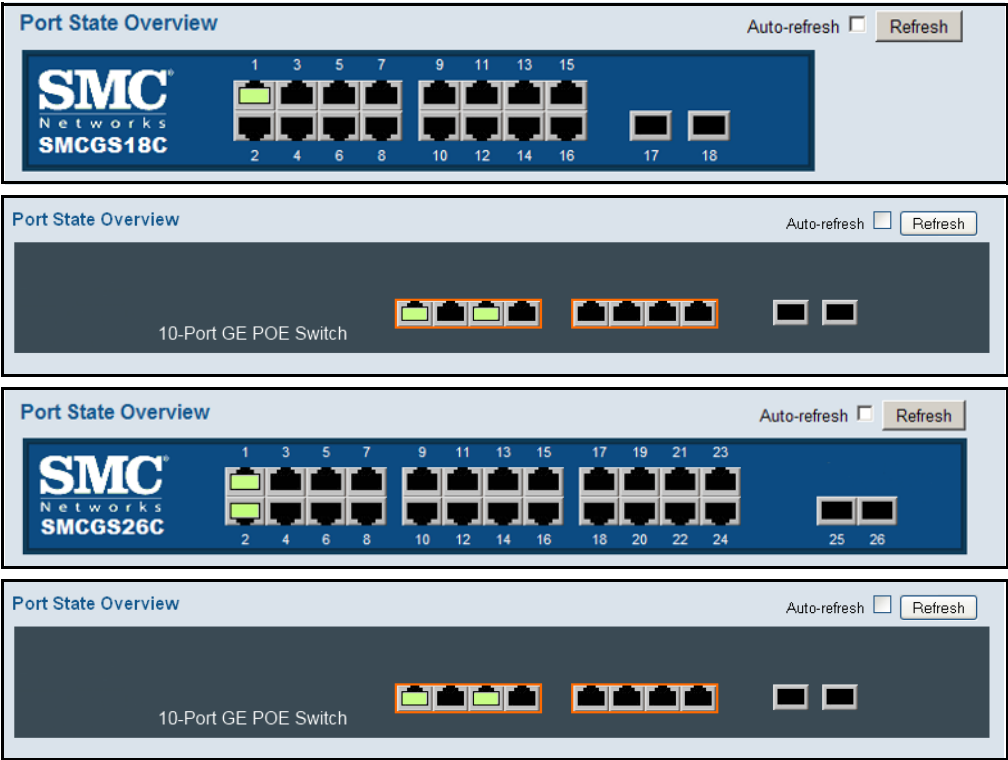 Port State Overview
Auto-refresh Refresh
1 3 5 7 9 11 13 15
SMC®
Networks
SMCGS18C
2 4 6 8 10 12 14 16 17 18
Port State Overview
Auto-refresh Refresh
10-Port GE POE Switch
Port State Overview
Auto-refresh Refresh
1 3 5 7 9 11 13 15 17 19 21 23
SMC®
Networks
SMCGS26C
2 4 6 8 10 12 14 16 18 20 22 24 25 26
Port State Overview
Auto-refresh Refresh
10-Port GE POE Switch